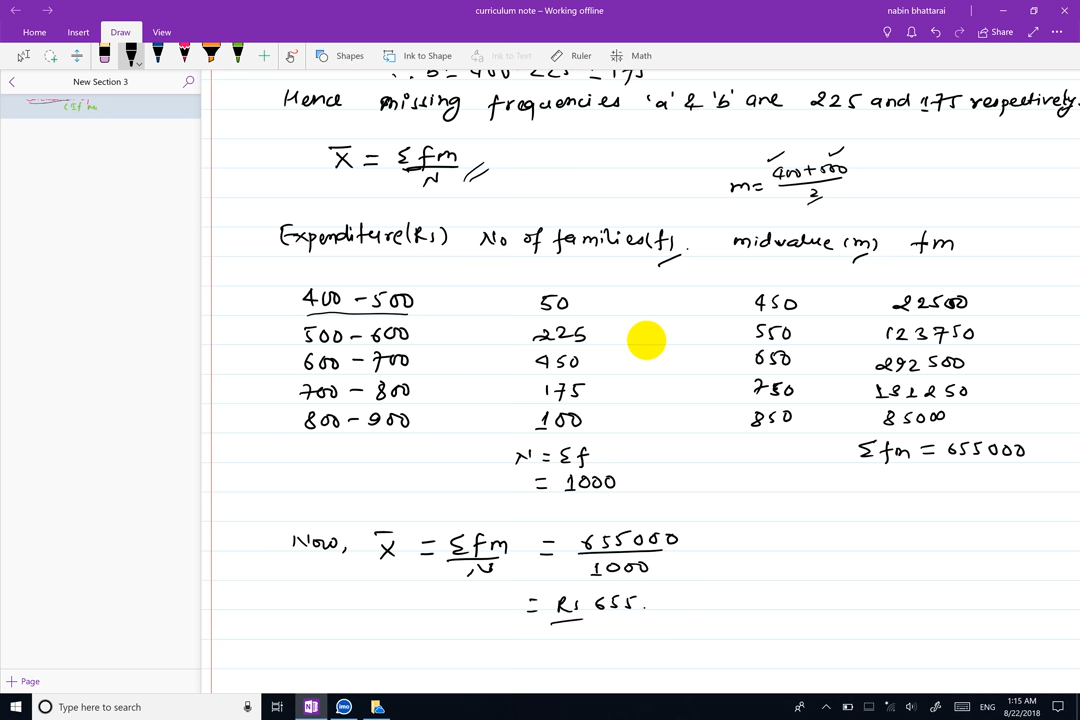 curriculum note – Working offline
nabin bhattarai
Home Insert Draw View
Share
Shapes Ink to Shape Ink to Text Ruler Math
New Section 3
∴ b = 400 - 225 = 175
Hence missing frequencies 'a' & 'b' are 225 and 175 respectively.
X̄ = Σfm/N
m = (400+500)/2
Expenditure(Rs) No of families(f). midvalue (m) fm
400 - 500 50 450 22500
500 - 600 225 550 123750
600 - 700 450 650 292500
700 - 800 175 750 131250
800 - 900 100 850 85000
N = Σf Σfm = 655000
= 1000
Now, X̄ = Σfm/N = 655000/1000
= Rs 655.
+ Page
Type here to search
imo
ENG
1:15 AM
8/22/2018